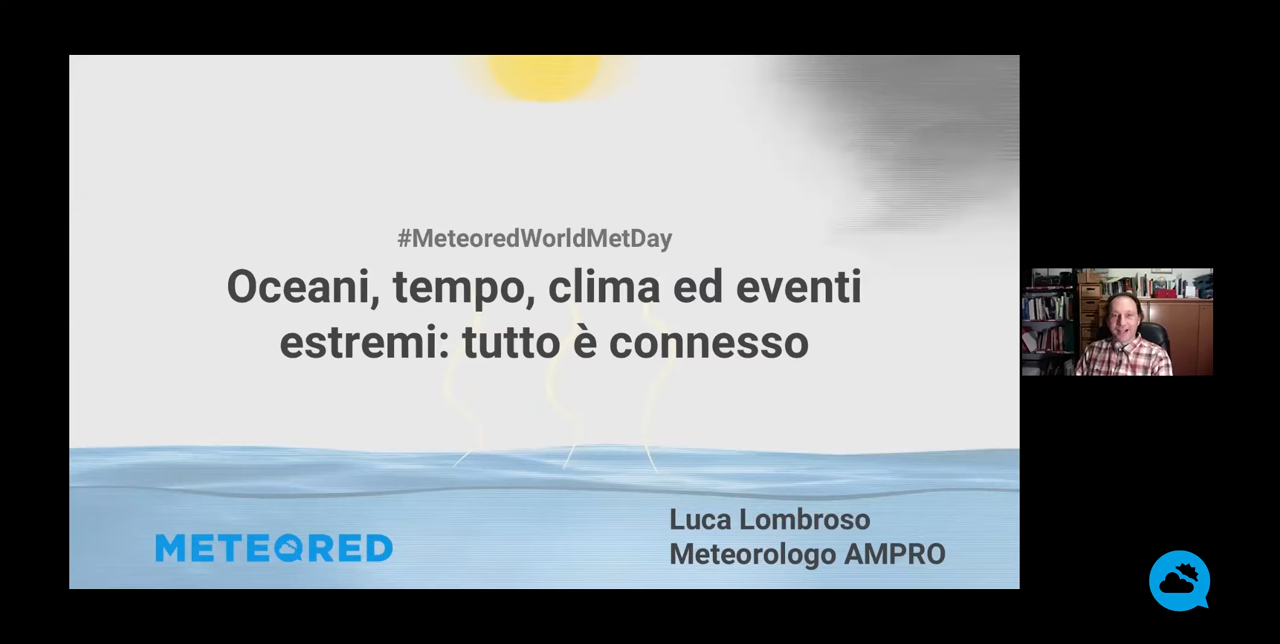 #MeteoredWorldMetDay
Oceani, tempo, clima ed eventi
estremi: tutto è connesso
Luca Lombroso
Meteorologo AMPRO
METEORED